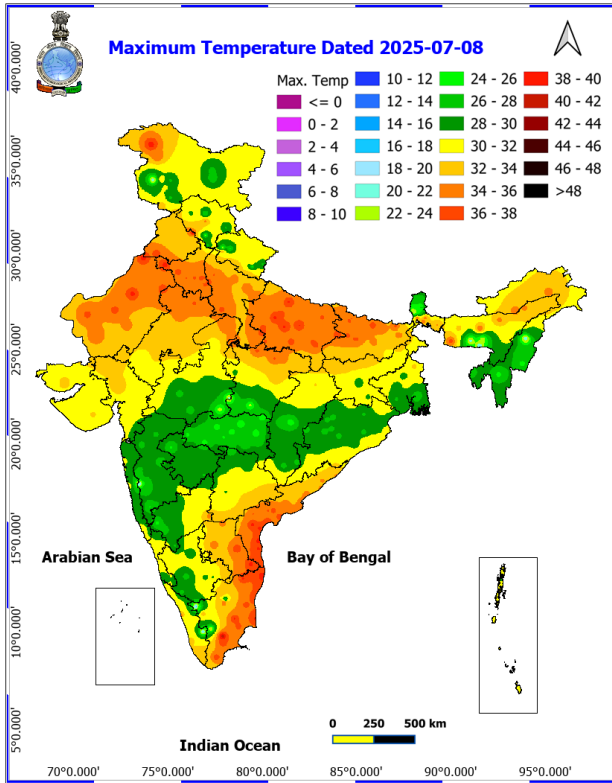 Maximum Temperature Dated 2025-07-08
Max. Temp
<= 0
0 - 2
2 - 4
4 - 6
6 - 8
8 - 10
10 - 12
12 - 14
14 - 16
16 - 18
18 - 20
20 - 22
22 - 24
24 - 26
26 - 28
28 - 30
30 - 32
32 - 34
34 - 36
36 - 38
38 - 40
40 - 42
42 - 44
44 - 46
46 - 48
>48
40°0.000'
35°0.000'
30°0.000'
25°0.000'
20°0.000'
15°0.000'
10°0.000'
5°0.000'
Arabian Sea
Bay of Bengal
Indian Ocean
0 250 500 km
70°0.000' 75°0.000' 80°0.000' 85°0.000' 90°0.000' 95°0.000'